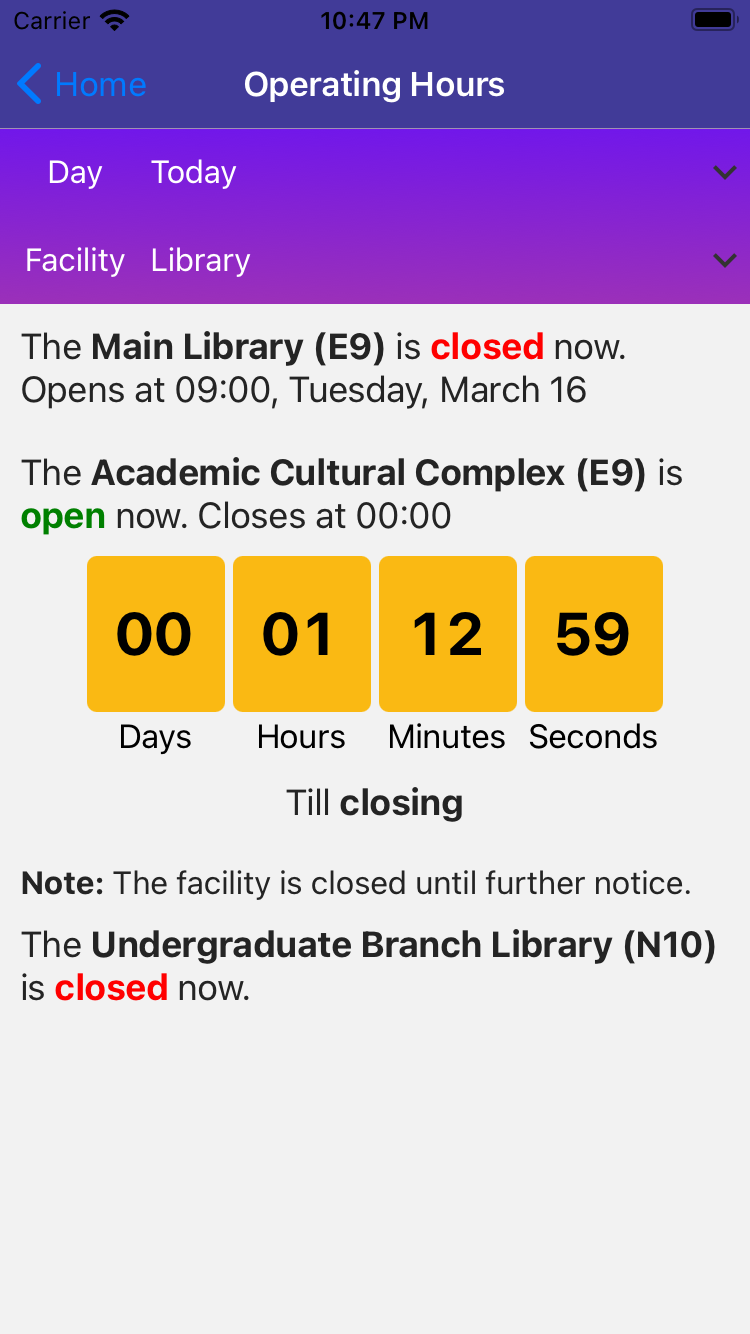 Carrier 10:47 PM
Home Operating Hours
Day Today
Facility Library
The Main Library (E9) is closed now.
Opens at 09:00, Tuesday, March 16
The Academic Cultural Complex (E9) is
open now. Closes at 00:00
00 01 12 59
Days Hours Minutes Seconds
Till closing
Note: The facility is closed until further notice.
The Undergraduate Branch Library (N10)
is closed now.